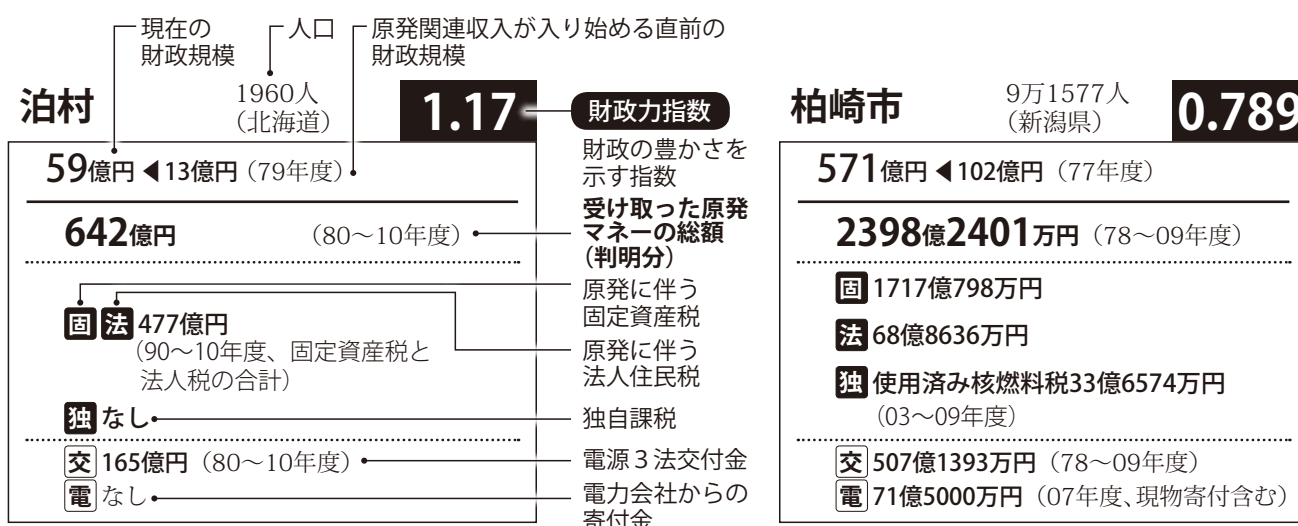 現在の
財政規模
人口
原発関連収入が入り始める直前の
財政規模
泊村
1960人
（北海道）
1.17
59億円◀13億円（79年度）
642億円
（80〜10年度）
固 法 477億円
（90〜10年度、固定資産税と
法人税の合計）
独 なし
交 165億円（80〜10年度）
電 なし
財政力指数
財政の豊かさを
示す指数
受け取った原発
マネーの総額
（判明分）
原発に伴う
固定資産税
原発に伴う
法人住民税
独自課税
電源３法交付金
電力会社からの
寄付金
柏崎市
9万1577人
（新潟県）
0.789
571億円◀102億円（77年度）
2398億2401万円（78〜09年度）
固 1717億798万円
法 68億8636万円
独 使用済み核燃料税33億6574万円
（03〜09年度）
交 507億1393万円（78〜09年度）
電 71億5000万円（07年度、現物寄付含む）